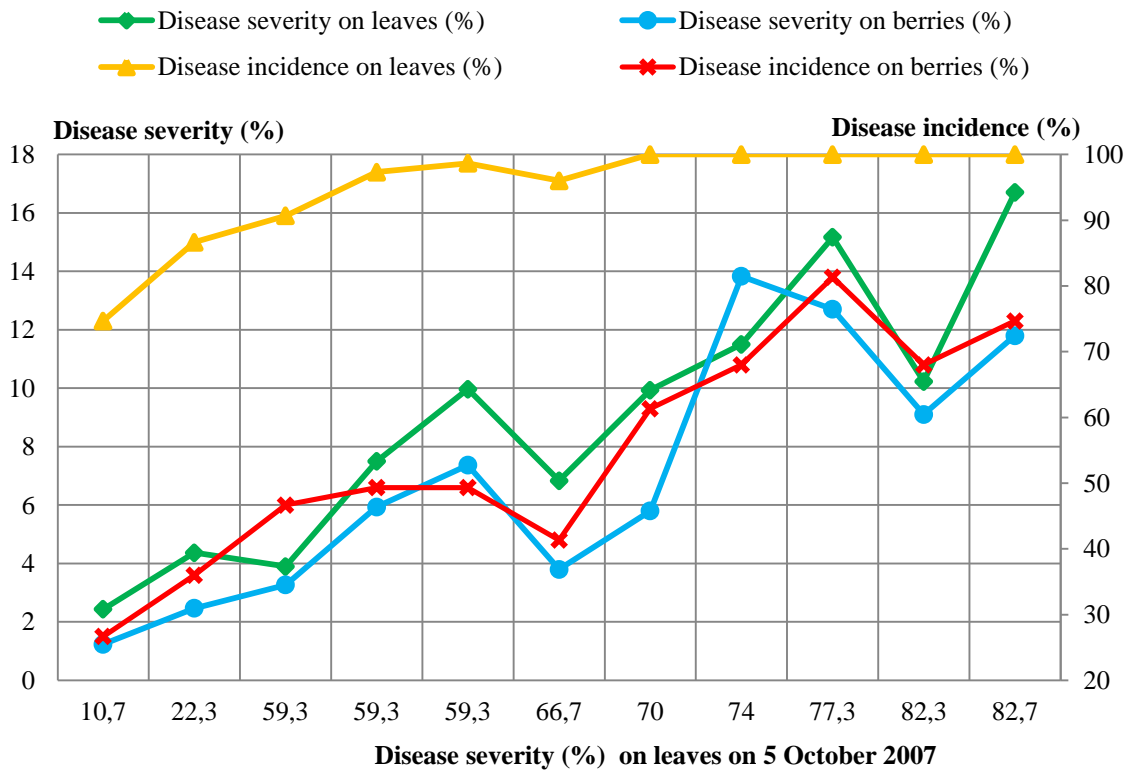 Disease severity on leaves (%)
Disease severity on berries (%)
Disease incidence on leaves (%)
Disease incidence on berries (%)
Disease severity (%)
Disease incidence (%)
18
16
14
12
10
8
6
4
2
0
100
90
80
70
60
50
40
30
20
10,7 22,3 59,3 59,3 59,3 66,7 70 74 77,3 82,3 82,7
Disease severity (%) on leaves on 5 October 2007